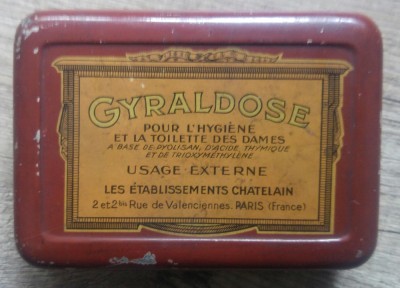 GYRALDOSE
POUR L'HYGIÈNE
ET LA TOILETTE DES DAMES
A BASE DE PYOLISAN, D'ACIDE THYMIQUE
ET DE TRIOXYMÉTHYLÈNE
USAGE EXTERNE
LES ÉTABLISSEMENTS CHATELAIN
2 et 2bis Rue de Valenciennes. PARIS (France)